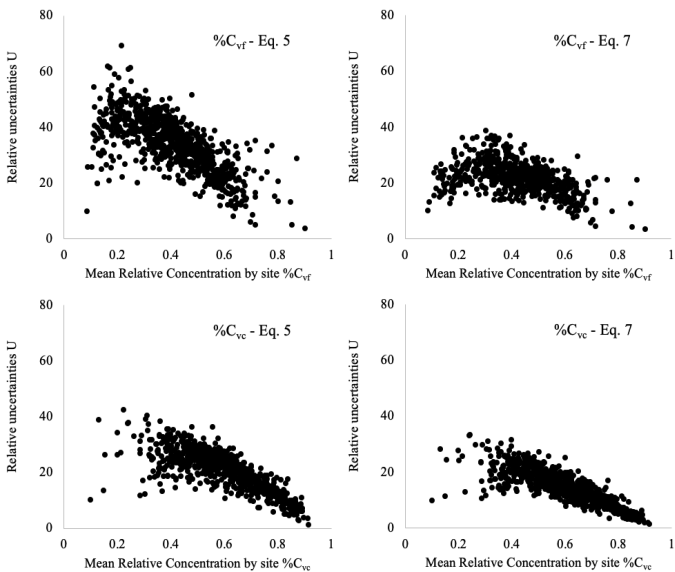 80
%Cvf - Eq. 5
60
Relative uncertainties U
40
20
0
0 0.2 0.4 0.6 0.8 1
Mean Relative Concentration by site %Cvf
80
%Cvf - Eq. 7
60
Relative uncertainties U
40
20
0
0 0.2 0.4 0.6 0.8 1
Mean Relative Concentration by site %Cvf
80
%Cvc - Eq. 5
60
Relative uncertainties U
40
20
0
0 0.2 0.4 0.6 0.8 1
Mean Relative Concentration by site %Cvc
80
%Cvc - Eq. 7
60
Relative uncertainties U
40
20
0
0 0.2 0.4 0.6 0.8 1
Mean Relative Concentration by site %Cvc